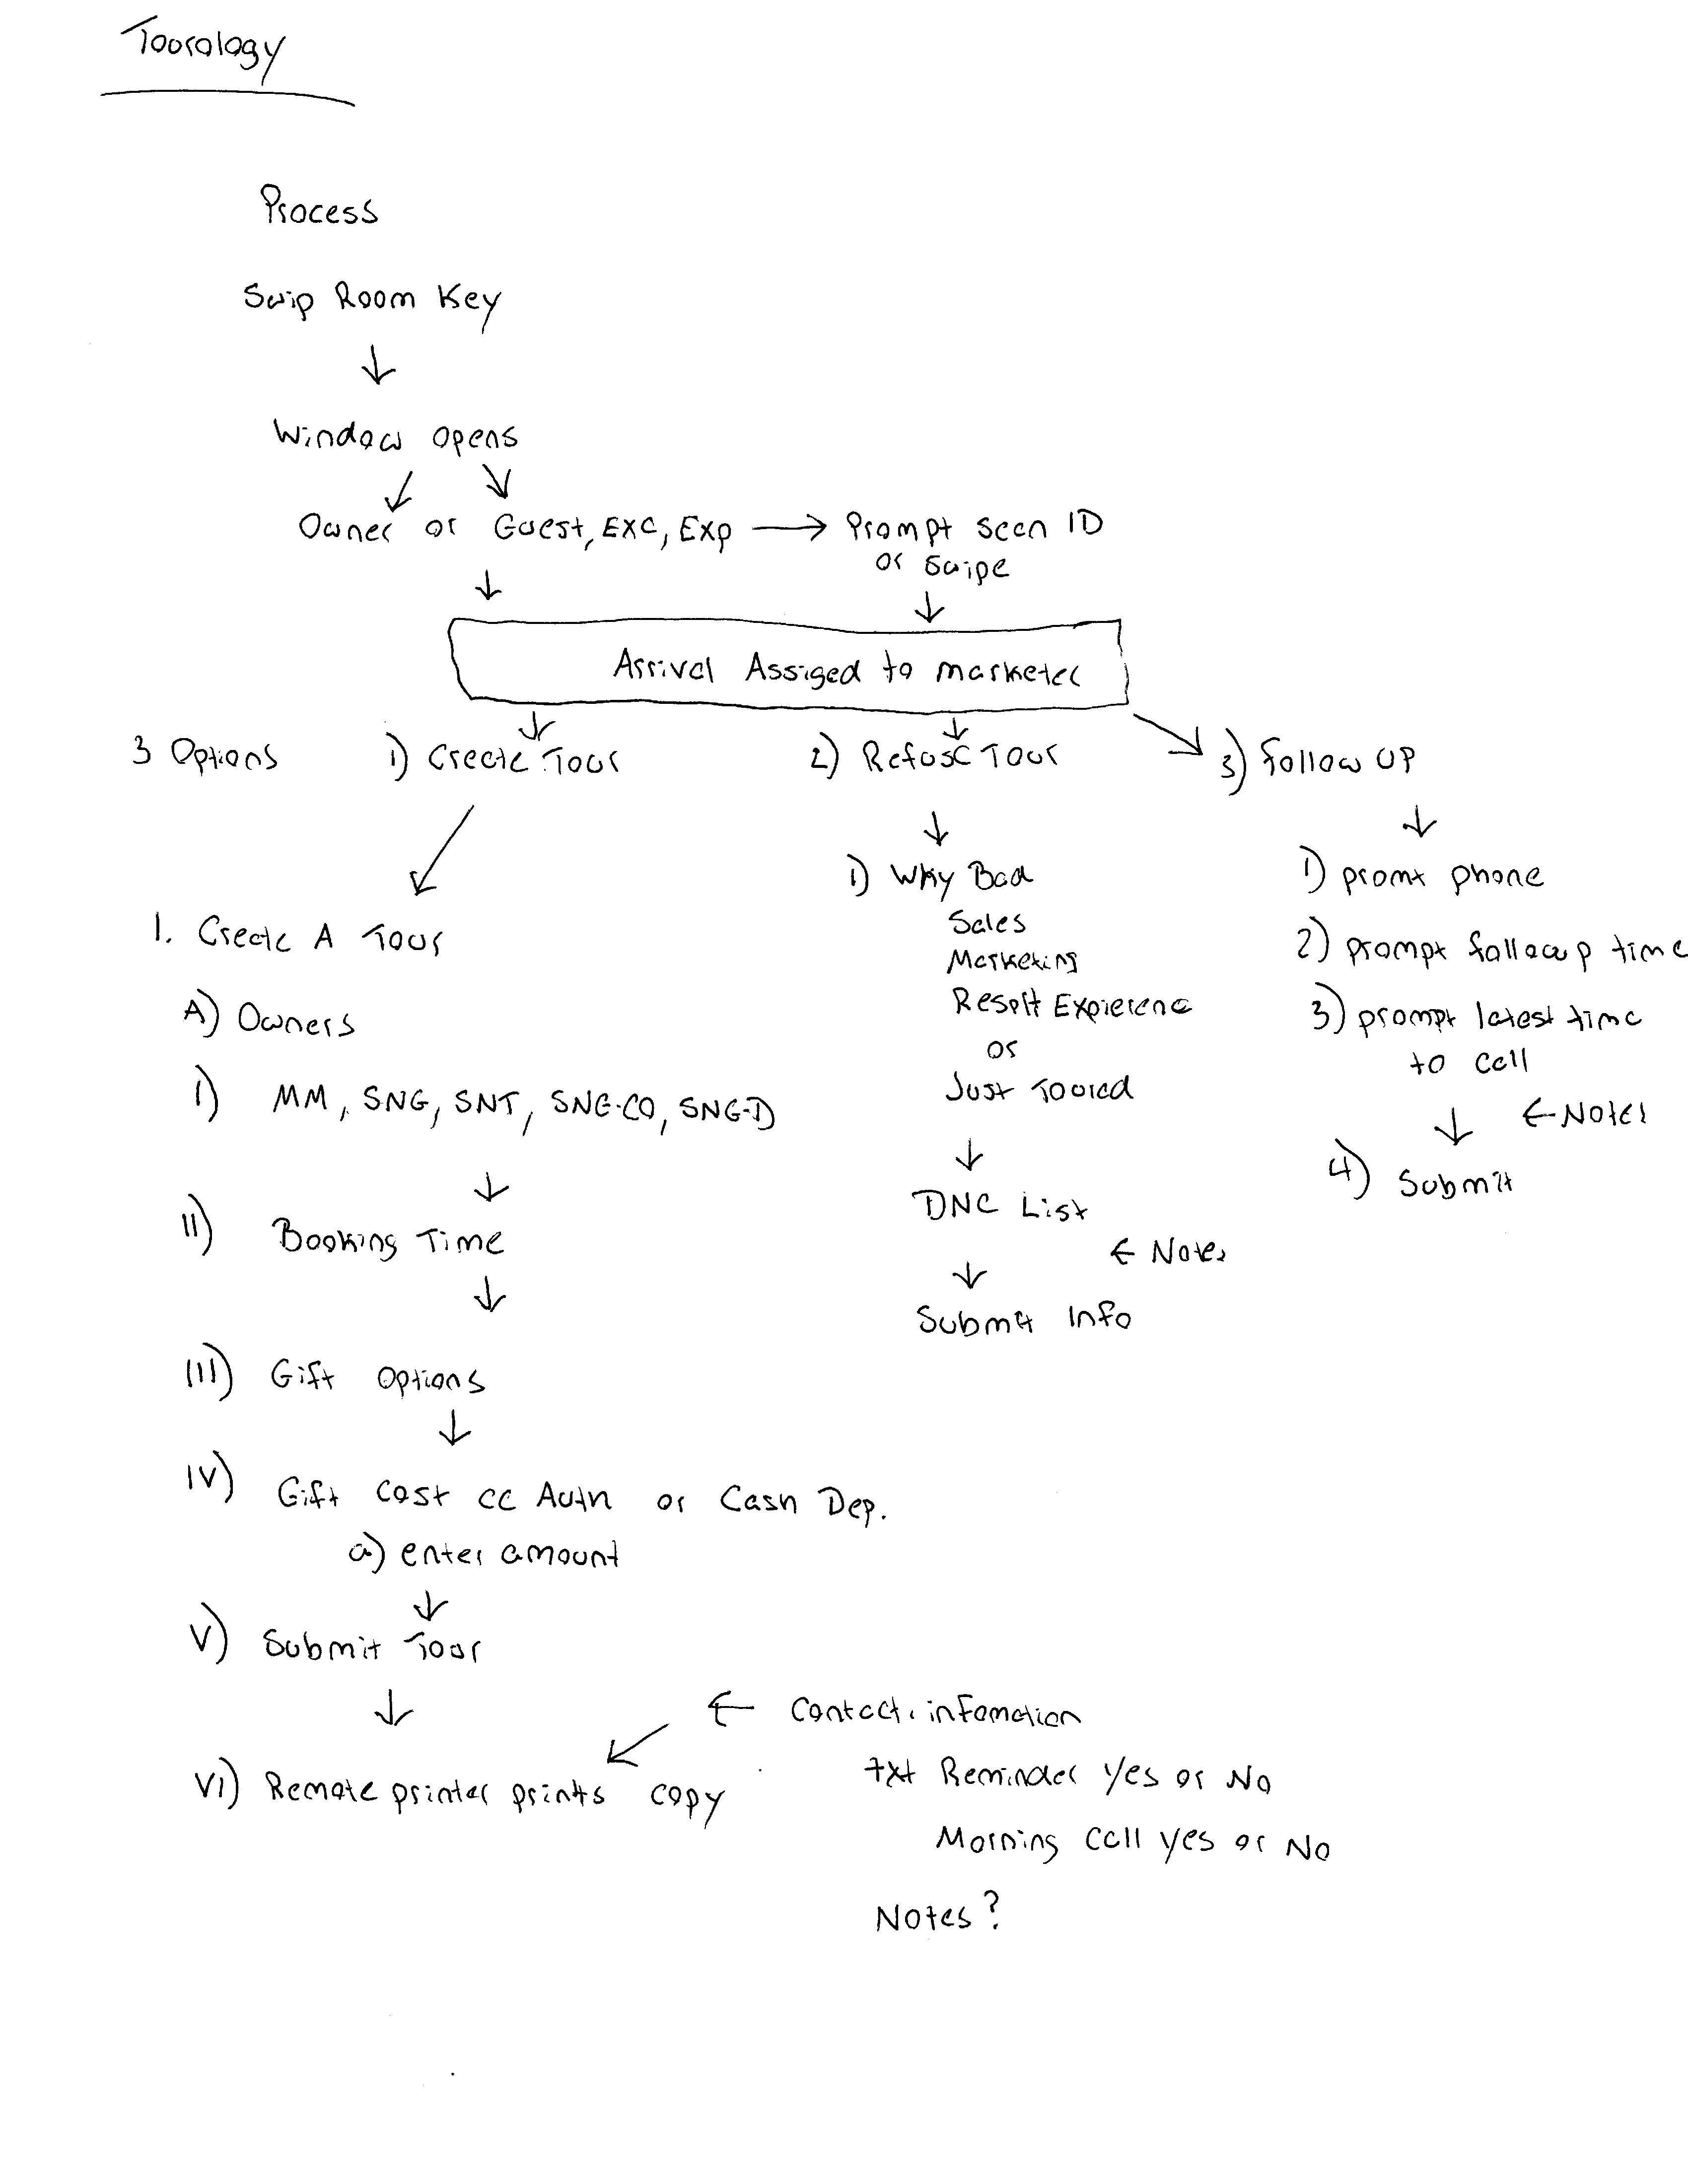 Toorology
Process
Swip Room Key
Window opens
Owner or Guest, EXC, Exp → Prompt scan ID
or swipe
Arrival Assiged to marketer
3 Options
1) Create Tour
2) Refuse Tour
3) Follow UP
1. Create A Tour
A) Owners
I) MM, SNG, SNT, SNG-CO, SNG-D
II) Booking Time
III) Gift Options
IV) Gift Cost CC Auth or Cash Dep.
a) enter amount
V) Submit Tour
VI) Remote printer prints copy
← Contact infomation
txt Reminder yes or No
Morning call yes or No
Notes?
1) Why Bad
Sales
Marketing
Resort Expierence
or
Just Toured
DNC List
← Notes
Submit Info
1) promt phone
2) prompt followup time
3) prompt latest time
to call
← Notes
4) Submit